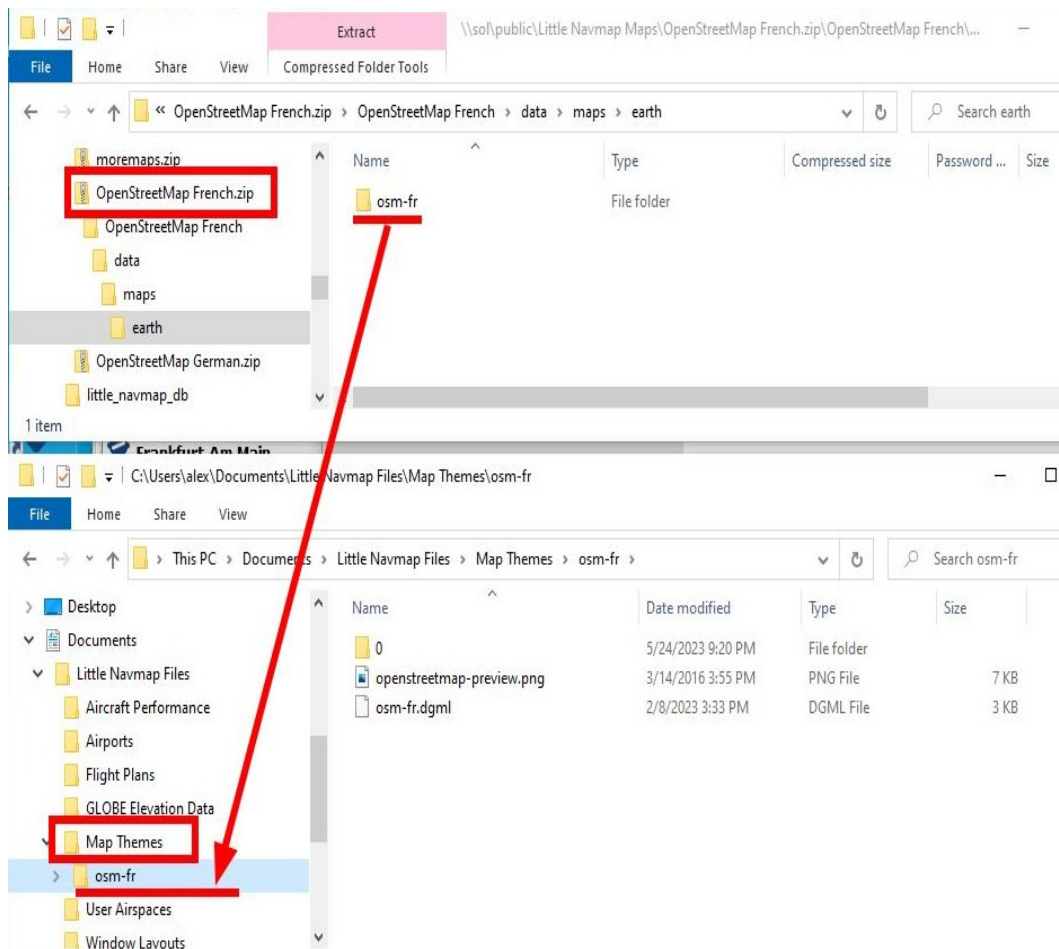 Extract
\\sol\public\Little Navmap Maps\OpenStreetMap French.zip\OpenStreetMap French\...
File Home Share View Compressed Folder Tools
« OpenStreetMap French.zip › OpenStreetMap French › data › maps › earth
Search earth
moremaps.zip
Name Type Compressed size Password ... Size
OpenStreetMap French.zip
osm-fr File folder
OpenStreetMap French
data
maps
earth
OpenStreetMap German.zip
little_navmap_db
1 item
Frankfurt Am Main
C:\Users\alex\Documents\Little Navmap Files\Map Themes\osm-fr
File Home Share View
› This PC › Documents › Little Navmap Files › Map Themes › osm-fr ›
Search osm-fr
Desktop
Name Date modified Type Size
Documents
0 5/24/2023 9:20 PM File folder
Little Navmap Files
openstreetmap-preview.png 3/14/2016 3:55 PM PNG File 7 KB
Aircraft Performance
osm-fr.dgml 2/8/2023 3:33 PM DGML File 3 KB
Airports
Flight Plans
GLOBE Elevation Data
Map Themes
osm-fr
User Airspaces
Window Layouts